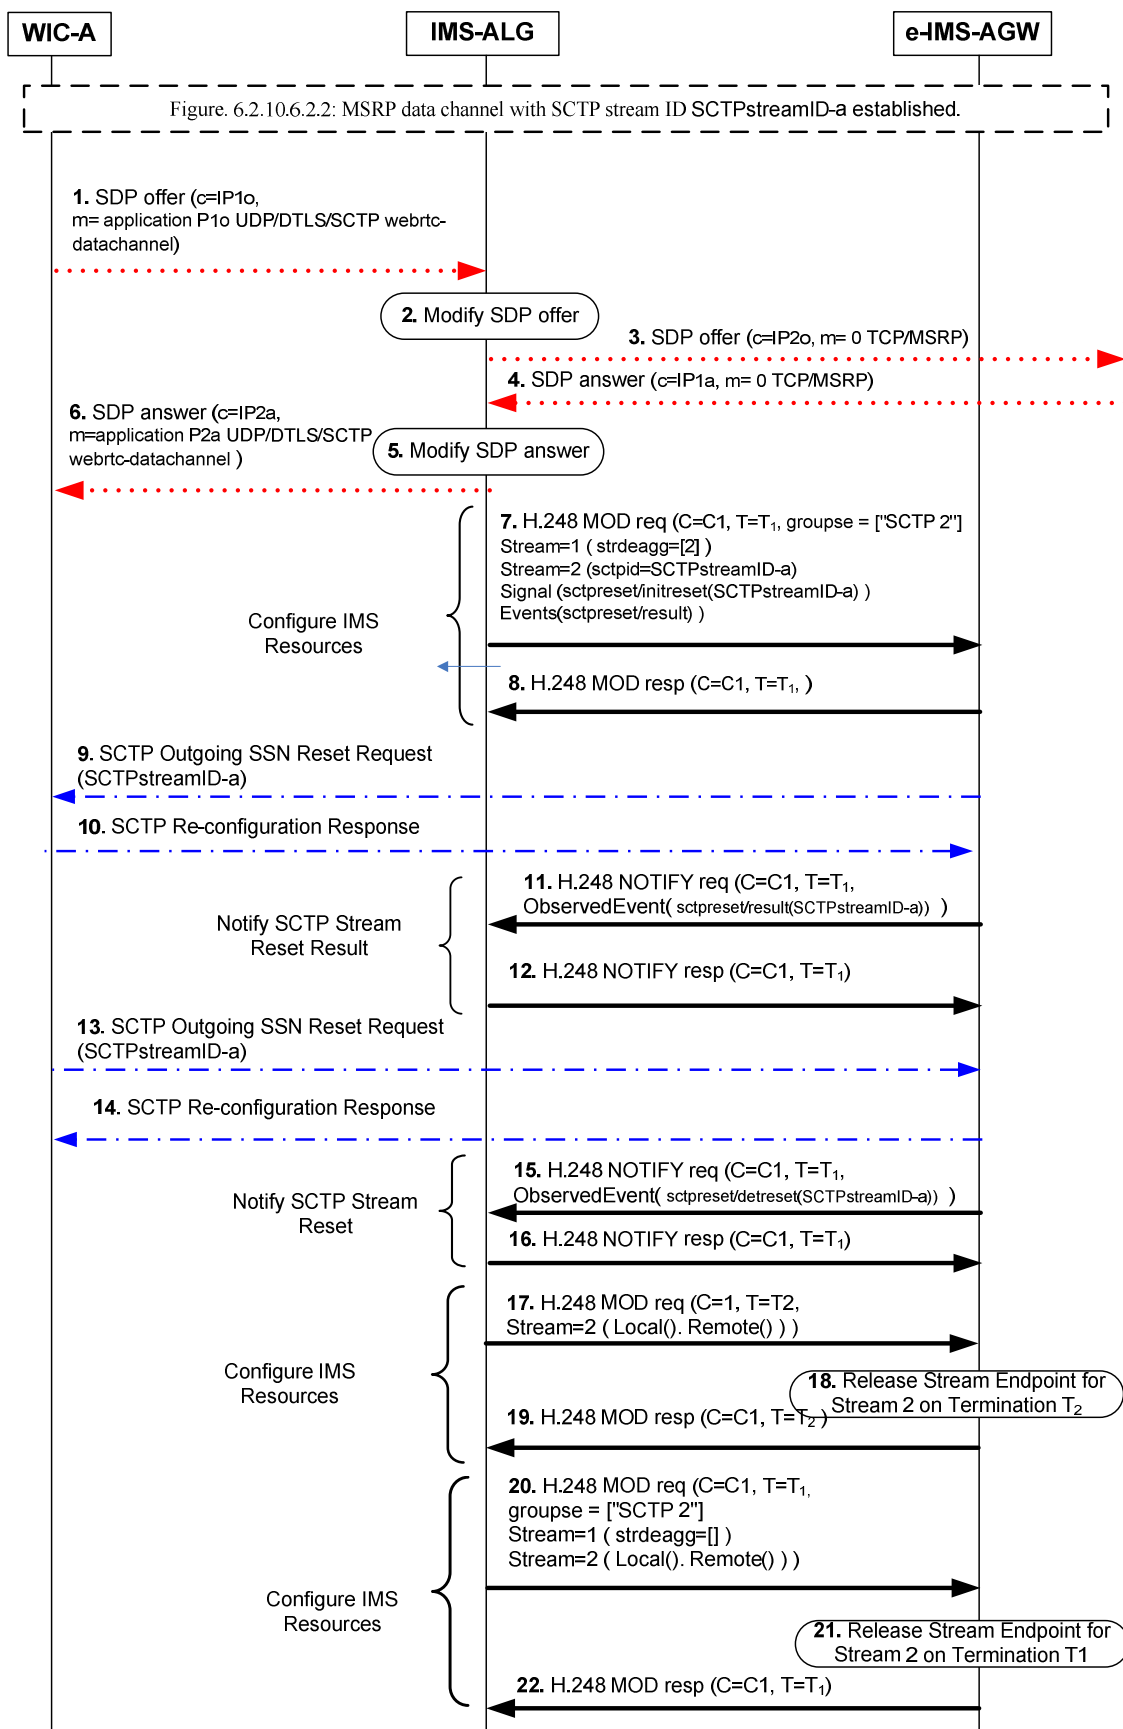 WIC-A
IMS-ALG
e-IMS-AGW
Figure. 6.2.10.6.2.2: MSRP data channel with SCTP stream ID SCTPstreamID-a established.
1. SDP offer (c=IP1o,
m= application P1o UDP/DTLS/SCTP webrtc-
datachannel)
2. Modify SDP offer
3. SDP offer (c=IP2o, m= 0 TCP/MSRP)
4. SDP answer (c=IP1a, m= 0 TCP/MSRP)
6. SDP answer (c=IP2a,
m=application P2a UDP/DTLS/SCTP
webrtc-datachannel )
5. Modify SDP answer
7. H.248 MOD req (C=C1, T=T1, groupse = ["SCTP 2"]
Stream=1 ( strdeagg=[2] )
Stream=2 (sctpid=SCTPstreamID-a)
Signal (sctpreset/initreset(SCTPstreamID-a) )
Events(sctpreset/result) )
Configure IMS
Resources
8. H.248 MOD resp (C=C1, T=T1, )
9. SCTP Outgoing SSN Reset Request
(SCTPstreamID-a)
10. SCTP Re-configuration Response
11. H.248 NOTIFY req (C=C1, T=T1,
ObservedEvent( sctpreset/result(SCTPstreamID-a)) )
Notify SCTP Stream
Reset Result
12. H.248 NOTIFY resp (C=C1, T=T1)
13. SCTP Outgoing SSN Reset Request
(SCTPstreamID-a)
14. SCTP Re-configuration Response
15. H.248 NOTIFY req (C=C1, T=T1,
ObservedEvent( sctpreset/detreset(SCTPstreamID-a)) )
Notify SCTP Stream
Reset
16. H.248 NOTIFY resp (C=C1, T=T1)
17. H.248 MOD req (C=1, T=T2,
Stream=2 ( Local(). Remote() ) )
Configure IMS
Resources
18. Release Stream Endpoint for
Stream 2 on Termination T2
19. H.248 MOD resp (C=C1, T=T2 )
20. H.248 MOD req (C=C1, T=T1,
groupse = ["SCTP 2"]
Stream=1 ( strdeagg=[] )
Stream=2 ( Local(). Remote() ) )
Configure IMS
Resources
21. Release Stream Endpoint for
Stream 2 on Termination T1
22. H.248 MOD resp (C=C1, T=T1)